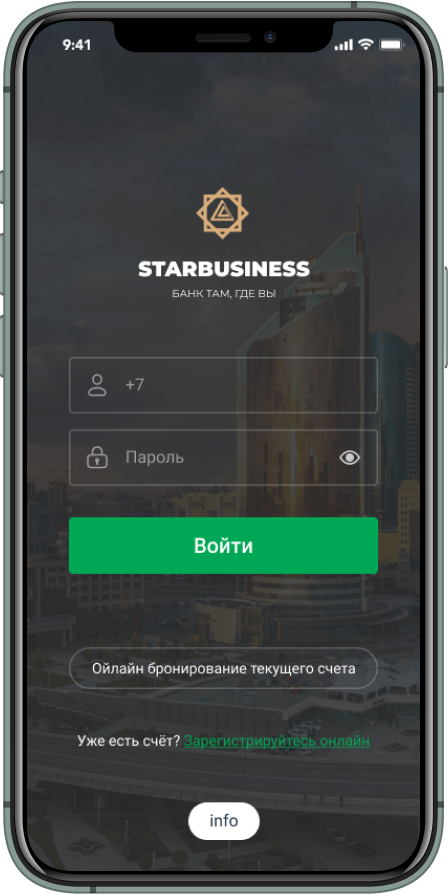 9:41
STARBUSINESS
БАНК ТАМ, ГДЕ ВЫ
+7
Пароль
Войти
Ойлайн бронирование текущего счета
Уже есть счёт? Зарегистрируйтесь онлайн
info